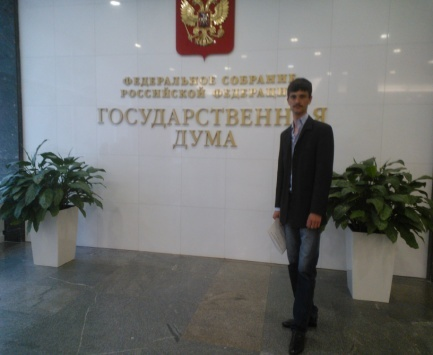 ФЕДЕРАЛЬНОЕ СОБРАНИЕ
РОССИЙСКОЙ ФЕДЕРАЦИИ
ГОСУДАРСТВЕННАЯ
ДУМА